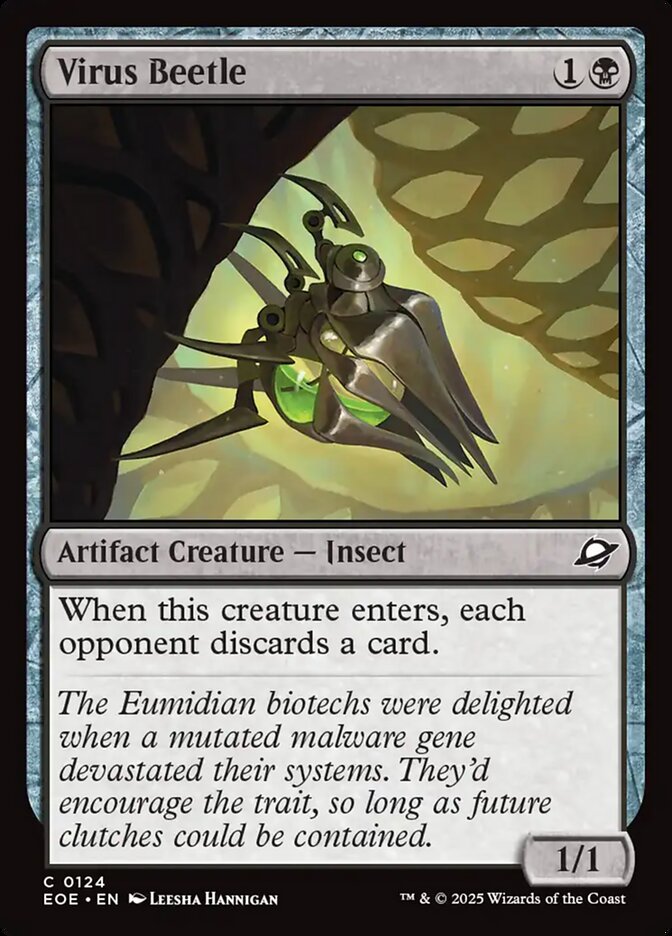 Virus Beetle 1
Artifact Creature — Insect
When this creature enters, each
opponent discards a card.
The Eumidian biotechs were delighted
when a mutated malware gene
devastated their systems. They'd
encourage the trait, so long as future
clutches could be contained.
1/1
C 0124
EOE • EN LEESHA HANNIGAN ™ & © 2025 Wizards of the Coast